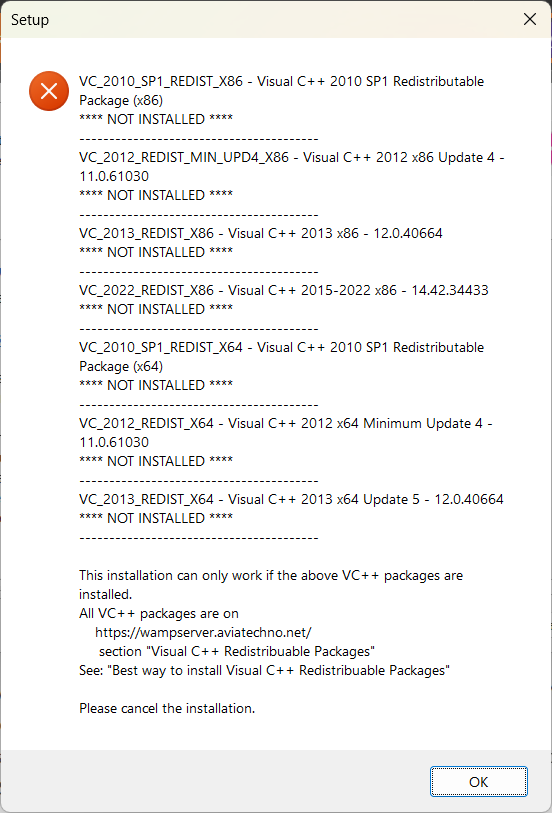 Setup
VC_2010_SP1_REDIST_X86 - Visual C++ 2010 SP1 Redistributable
Package (x86)
**** NOT INSTALLED ****
----------------------------------------
VC_2012_REDIST_MIN_UPD4_X86 - Visual C++ 2012 x86 Update 4 -
11.0.61030
**** NOT INSTALLED ****
----------------------------------------
VC_2013_REDIST_X86 - Visual C++ 2013 x86 - 12.0.40664
**** NOT INSTALLED ****
----------------------------------------
VC_2022_REDIST_X86 - Visual C++ 2015-2022 x86 - 14.42.34433
**** NOT INSTALLED ****
----------------------------------------
VC_2010_SP1_REDIST_X64 - Visual C++ 2010 SP1 Redistributable
Package (x64)
**** NOT INSTALLED ****
----------------------------------------
VC_2012_REDIST_X64 - Visual C++ 2012 x64 Minimum Update 4 -
11.0.61030
**** NOT INSTALLED ****
----------------------------------------
VC_2013_REDIST_X64 - Visual C++ 2013 x64 Update 5 - 12.0.40664
**** NOT INSTALLED ****
----------------------------------------
This installation can only work if the above VC++ packages are
installed.
All VC++ packages are on
https://wampserver.aviatechno.net/
section "Visual C++ Redistribuable Packages"
See: "Best way to install Visual C++ Redistribuable Packages"
Please cancel the installation.
OK